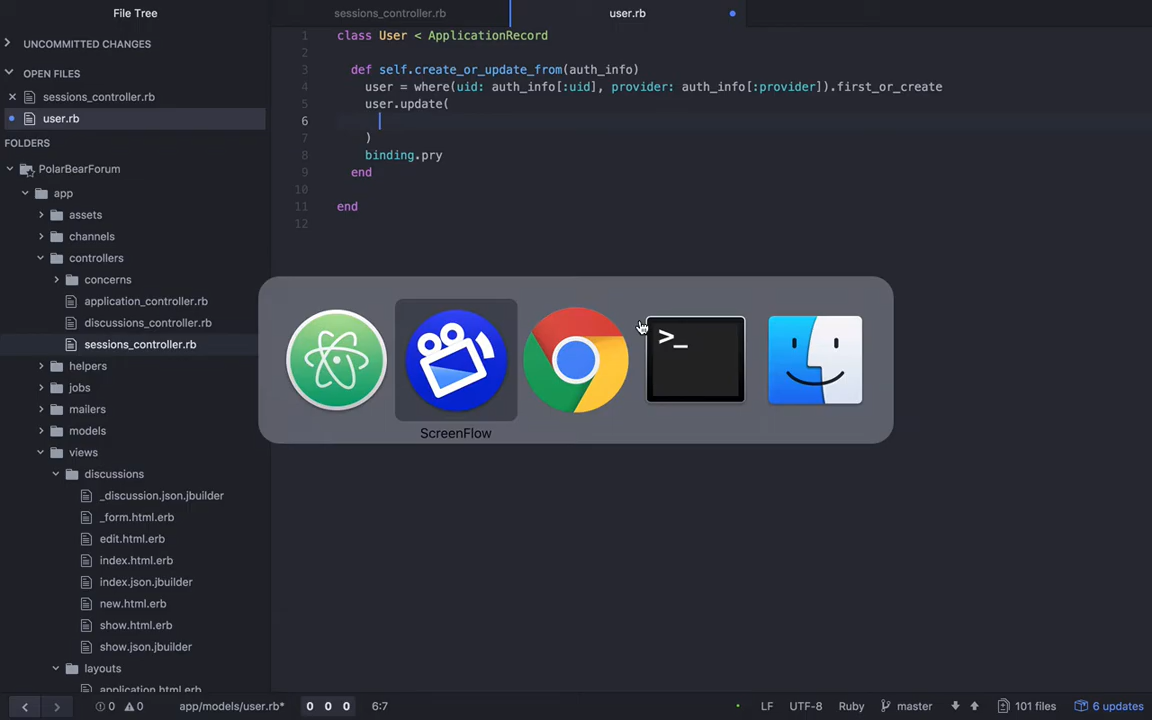 File Tree
sessions_controller.rb
user.rb
UNCOMMITTED CHANGES
OPEN FILES
sessions_controller.rb
user.rb
FOLDERS
PolarBearForum
app
assets
channels
controllers
concerns
application_controller.rb
discussions_controller.rb
sessions_controller.rb
helpers
jobs
mailers
models
views
discussions
_discussion.json.jbuilder
_form.html.erb
edit.html.erb
index.html.erb
index.json.jbuilder
new.html.erb
show.html.erb
show.json.jbuilder
layouts
application.html.erb
1 class User < ApplicationRecord
2
3 def self.create_or_update_from(auth_info)
4 user = where(uid: auth_info[:uid], provider: auth_info[:provider]).first_or_create
5 user.update(
6
7 )
8 binding.pry
9 end
10
11 end
12
>_
ScreenFlow
0 0 app/models/user.rb* 0 0 0 6:7 LF UTF-8 Ruby master 101 files 6 updates